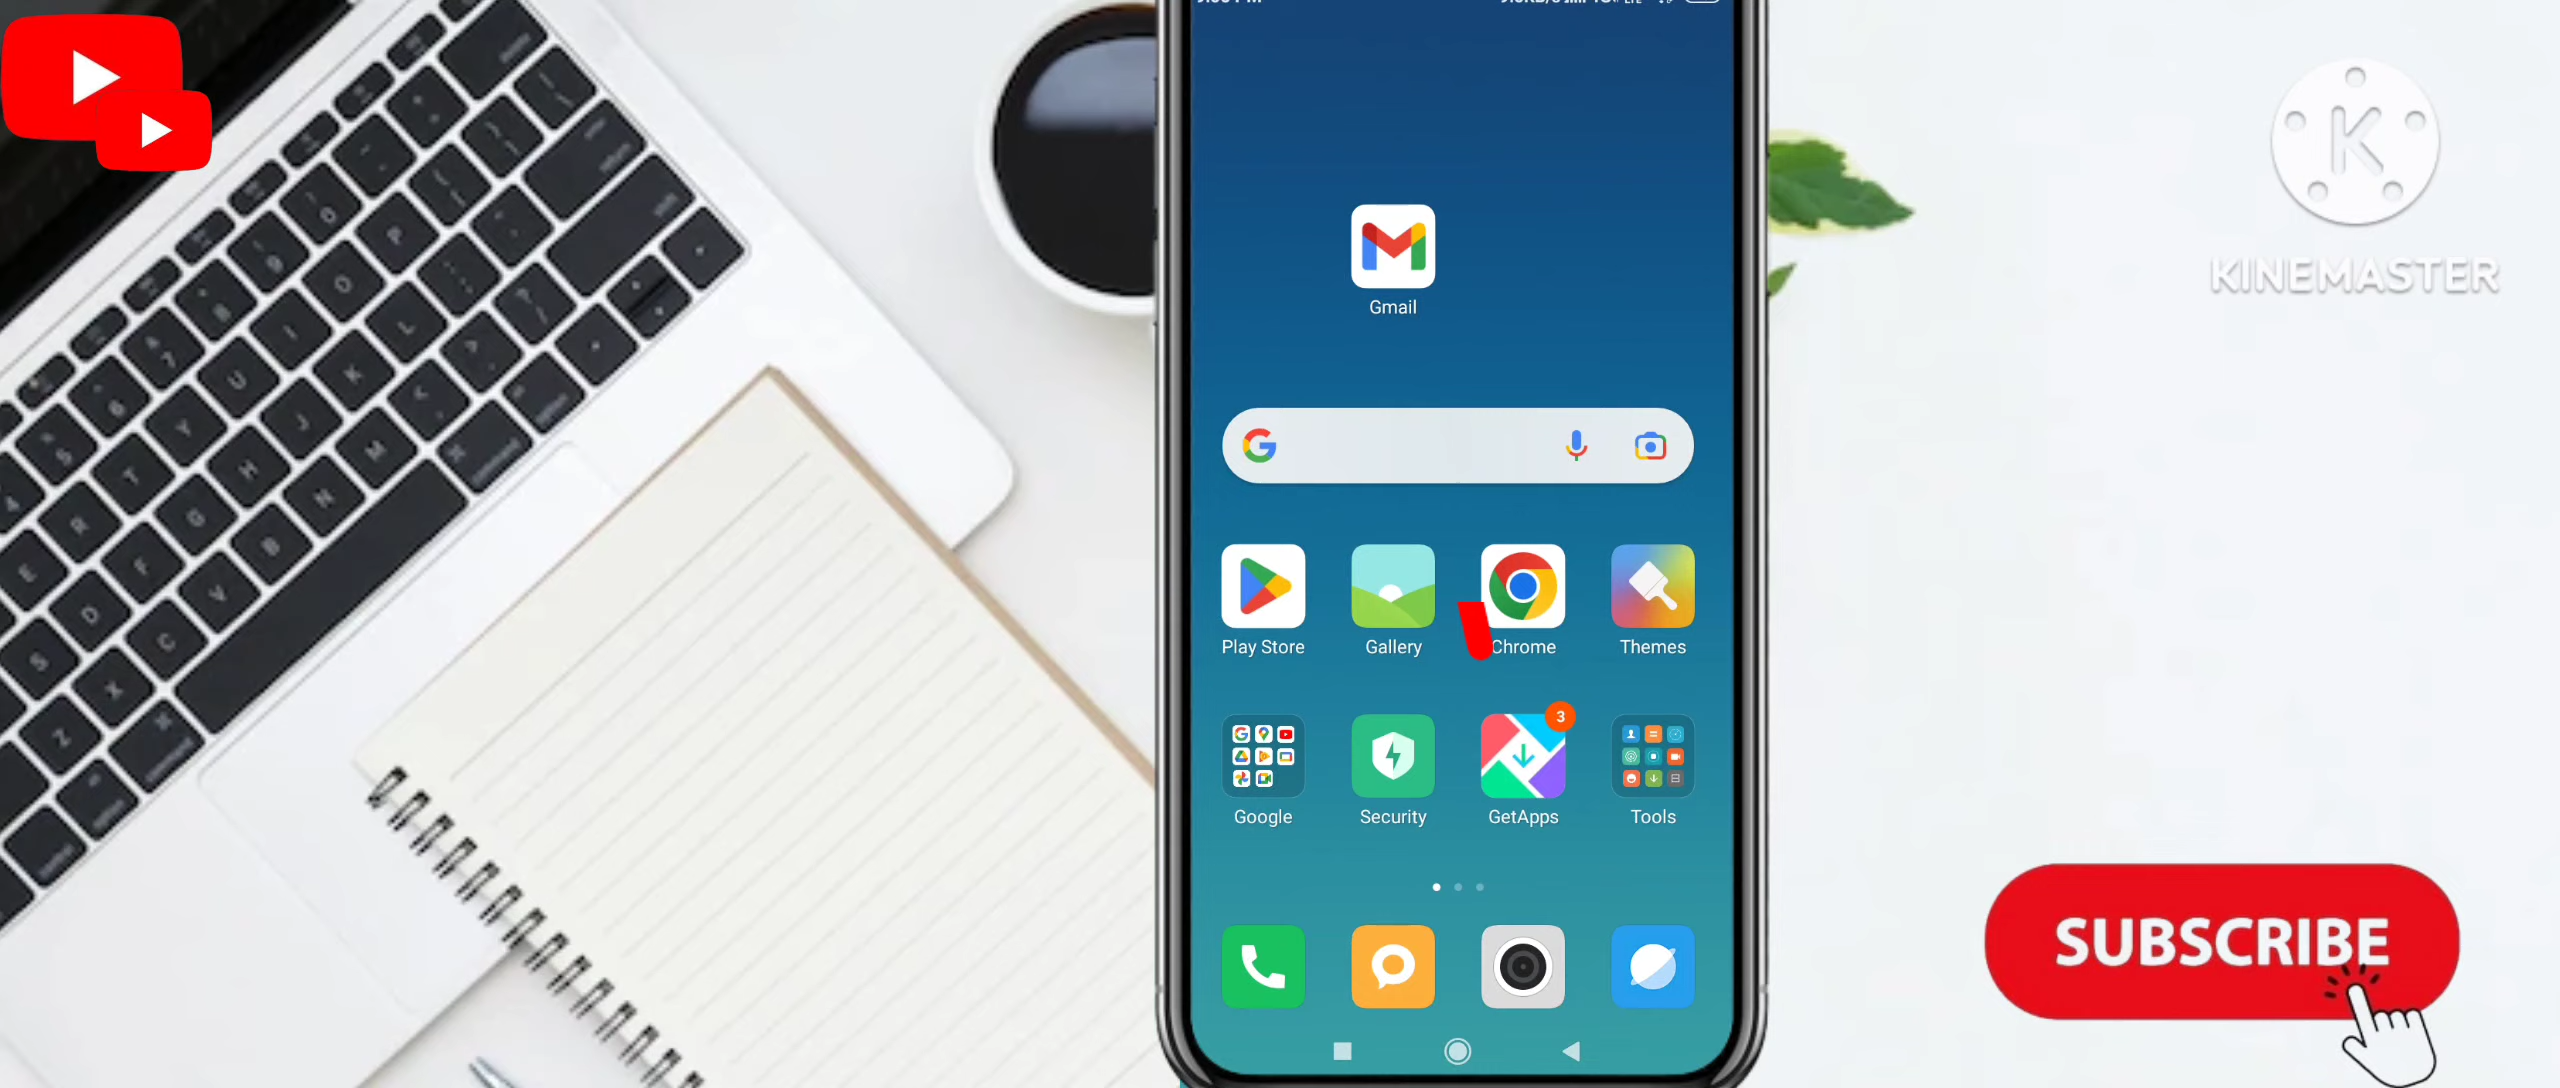 KINEMASTER
Gmail
Play Store
Gallery
Chrome
Themes
3
Google
Security
GetApps
Tools
SUBSCRIBE